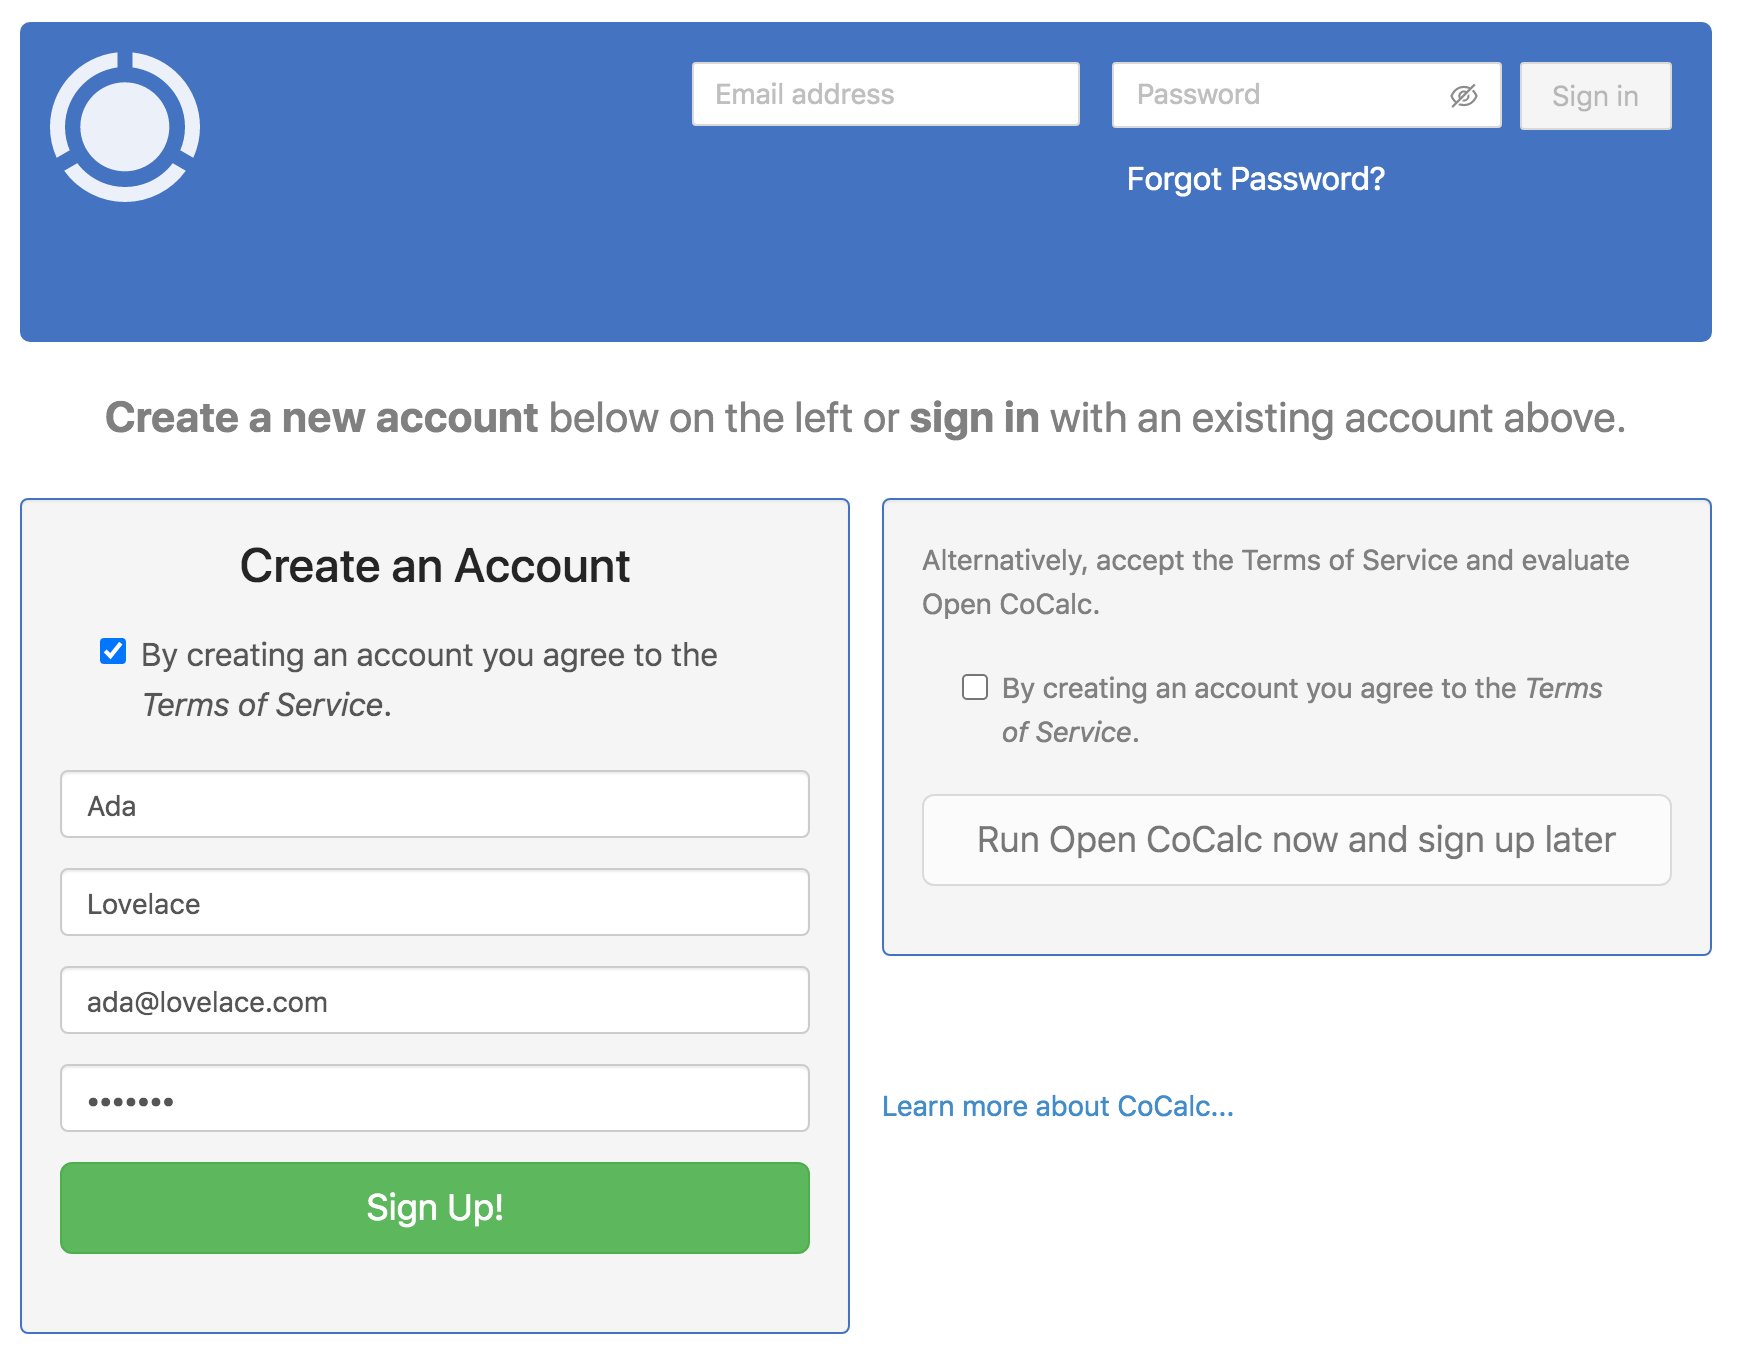 Email address
Password
Sign in
Forgot Password?
Create a new account below on the left or sign in with an existing account above.
Create an Account
By creating an account you agree to the
Terms of Service.
Ada
Lovelace
ada@lovelace.com
•••••••
Sign Up!
Alternatively, accept the Terms of Service and evaluate
Open CoCalc.
By creating an account you agree to the Terms
of Service.
Run Open CoCalc now and sign up later
Learn more about CoCalc...